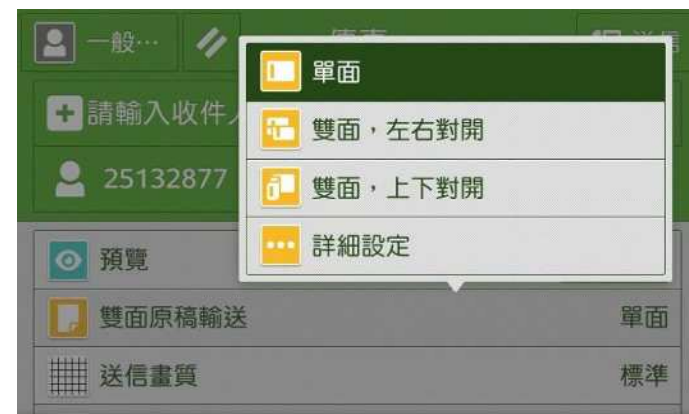 一般…
單面
請輸入收件人
雙面，左右對開
25132877
雙面，上下對開
詳細設定
預覽
雙面原稿輸送
單面
送信畫質
標準